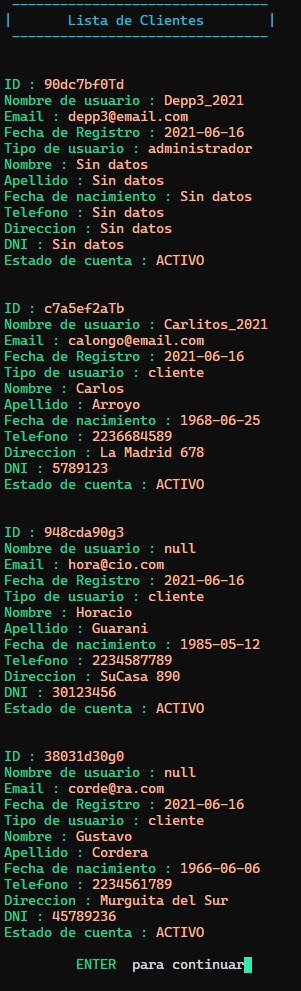 Lista de Clientes
ID : 90dc7bf0Td
Nombre de usuario : Depp3_2021
Email : depp3@email.com
Fecha de Registro : 2021-06-16
Tipo de usuario : administrador
Nombre : Sin datos
Apellido : Sin datos
Fecha de nacimiento : Sin datos
Telefono : Sin datos
Direccion : Sin datos
DNI : Sin datos
Estado de cuenta : ACTIVO
ID : c7a5ef2aTb
Nombre de usuario : Carlitos_2021
Email : calongo@email.com
Fecha de Registro : 2021-06-16
Tipo de usuario : cliente
Nombre : Carlos
Apellido : Arroyo
Fecha de nacimiento : 1968-06-25
Telefono : 2236684589
Direccion : La Madrid 678
DNI : 5789123
Estado de cuenta : ACTIVO
ID : 948cda90g3
Nombre de usuario : null
Email : hora@cio.com
Fecha de Registro : 2021-06-16
Tipo de usuario : cliente
Nombre : Horacio
Apellido : Guarani
Fecha de nacimiento : 1985-05-12
Telefono : 2234587789
Direccion : SuCasa 890
DNI : 30123456
Estado de cuenta : ACTIVO
ID : 38031d30g0
Nombre de usuario : null
Email : corde@ra.com
Fecha de Registro : 2021-06-16
Tipo de usuario : cliente
Nombre : Gustavo
Apellido : Cordera
Fecha de nacimiento : 1966-06-06
Telefono : 2234561789
Direccion : Murguita del Sur
DNI : 45789236
Estado de cuenta : ACTIVO
ENTER para continuar